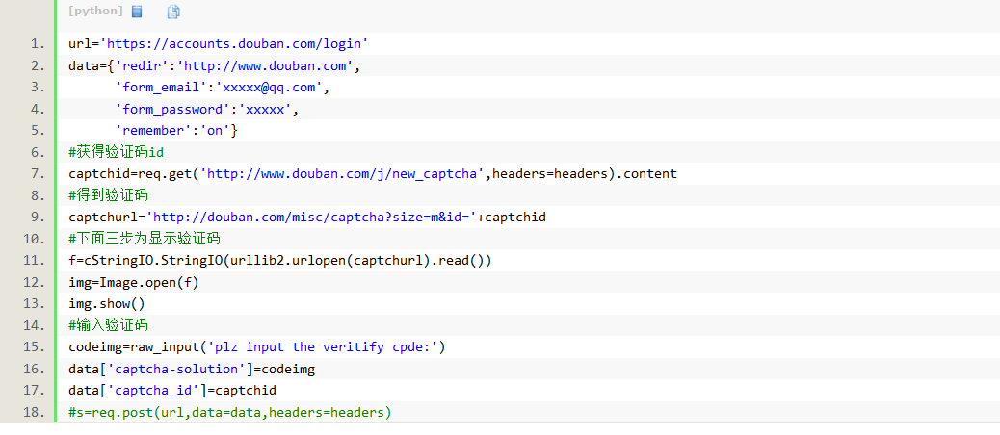 [python]
1. url='https://accounts.douban.com/login'
2. data={'redir':'http://www.douban.com',
3. 'form_email':'xxxxx@qq.com',
4. 'form_password':'xxxxx',
5. 'remember':'on'}
6. #获得验证码id
7. captchid=req.get('http://www.douban.com/j/new_captcha',headers=headers).content
8. #得到验证码
9. captchurl='http://douban.com/misc/captcha?size=m&id='+captchid
10. #下面三步为显示验证码
11. f=cStringIO.StringIO(urllib2.urlopen(captchurl).read())
12. img=Image.open(f)
13. img.show()
14. #输入验证码
15. codeimg=raw_input('plz input the veritify cpde:')
16. data['captcha-solution']=codeimg
17. data['captcha_id']=captchid
18. #s=req.post(url,data=data,headers=headers)